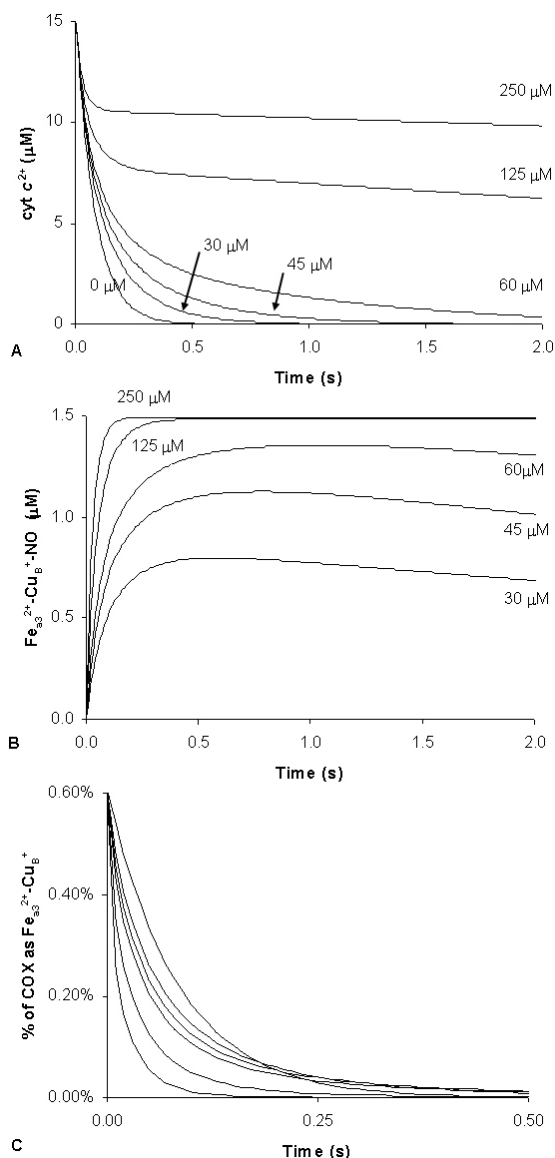 15
10
5
0
cyt c²⁺ (µM)
250 µM
125 µM
30 µM
45 µM
0 µM
60 µM
0.0 0.5 1.0 1.5 2.0
A
Time (s)
1.5
1.0
0.5
0.0
Fe_a3²⁺-Cu_B⁺-NO (µM)
250 µM
125 µM
60µM
45 µM
30 µM
0.0 0.5 1.0 1.5 2.0
B
Time (s)
0.60%
0.40%
0.20%
0.00%
% of COX as Fe_a3²⁺-Cu_B⁺
0.00 0.25 0.50
C
Time (s)